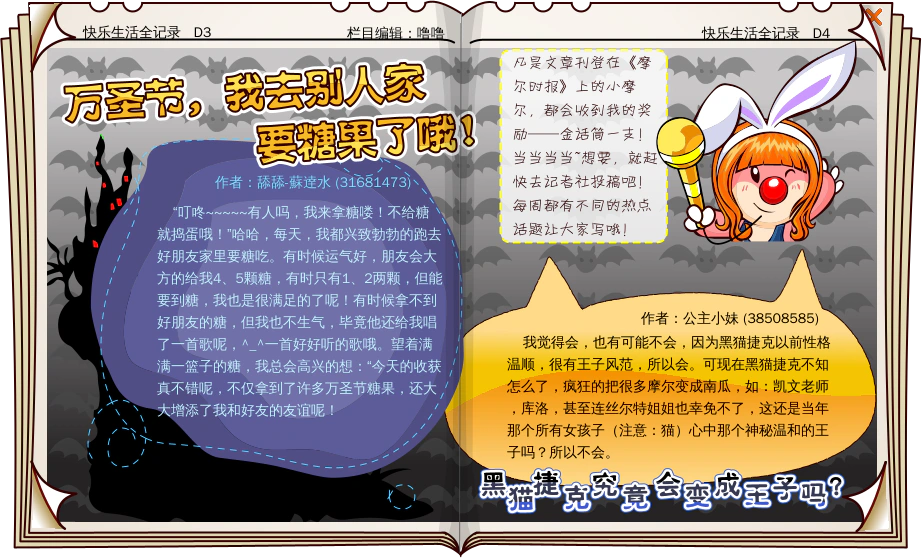 快乐生活全记录 D3
栏目编辑：噜噜
万圣节，我去别人家
要糖果了哦！
作者：舔舔·蘇逹水 (31681473)
“叮咚~~~~~有人吗，我来拿糖喽！不给糖
就捣蛋哦！”哈哈，每天，我都兴致勃勃的跑去
好朋友家里要糖吃。有时候运气好，朋友会大
方的给我4、5颗糖，有时只有1、2两颗，但能
要到糖，我也是很满足的了呢！有时候拿不到
好朋友的糖，但我也不生气，毕竟他还给我唱
了一首歌呢，^_^一首好好听的歌哦。望着满
满一篮子的糖，我总会高兴的想：“今天的收获
真不错呢，不仅拿到了许多万圣节糖果，还大
大增添了我和好友的友谊呢！
快乐生活全记录 D4
凡是文章刊登在《摩
尔时报》上的小摩
尔，都会收到我的奖
励——金话筒一支！
当当当当~想要，就赶
快去记者社投稿吧！
每周都有不同的热点
话题让大家写哦！
作者：公主小妹 (38508585)
我觉得会，也有可能不会，因为黑猫捷克以前性格
温顺，很有王子风范，所以会。可现在黑猫捷克不知
怎么了，疯狂的把很多摩尔变成南瓜，如：凯文老师
，库洛，甚至连丝尔特姐姐也幸免不了，这还是当年
那个所有女孩子（注意：猫）心中那个神秘温和的王
子吗？所以不会。
黑猫捷克究竟会变成王子吗？